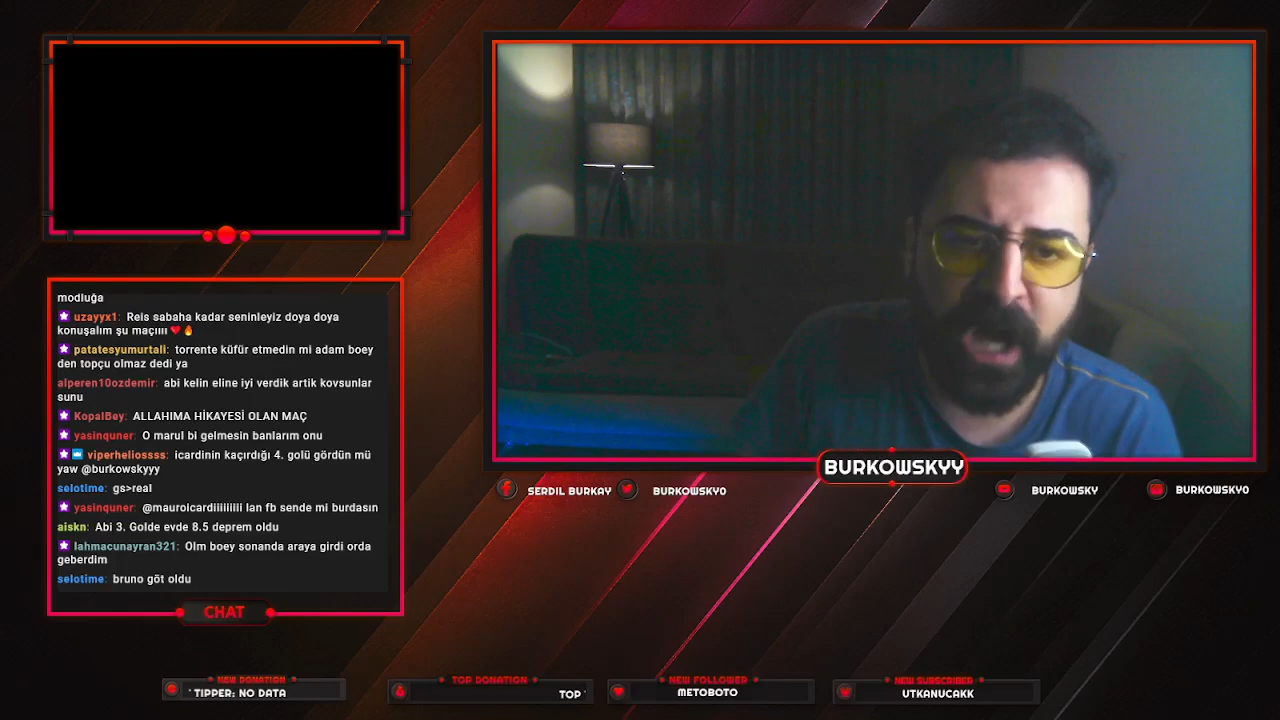 modluğa
uzayyx1: Reis sabaha kadar seninleyiz doya doya
konuşalım şu maçıııı
patatesyumurtali: torrente küfür etmedin mi adam boey
den topçu olmaz dedi ya
alperen10ozdemir: abi kelin eline iyi verdik artik kovsunlar
sunu
KopalBey: ALLAHIMA HİKAYESİ OLAN MAÇ
yasinquner: O marul bi gelmesin banlarım onu
viperheliossss: icardinin kaçırdığı 4. golü gördün mü
yaw @burkowskyyy
selotime: gs>real
yasinquner: @mauroicardiiiiiiiii lan fb sende mi burdasın
aiskn: Abi 3. Golde evde 8.5 deprem oldu
lahmacunayran321: Olm boey sonanda araya girdi orda
geberdim
selotime: bruno göt oldu
CHAT
BURKOWSKYY
SERDIL BURKAY
BURKOWSKY0
BURKOWSKY
BURKOWSKY0
NEW DONATION
TIPPER: NO DATA
TOP DONATION
TOP
NEW FOLLOWER
METOBOTO
NEW SUBSCRIBER
UTKANUCAKK